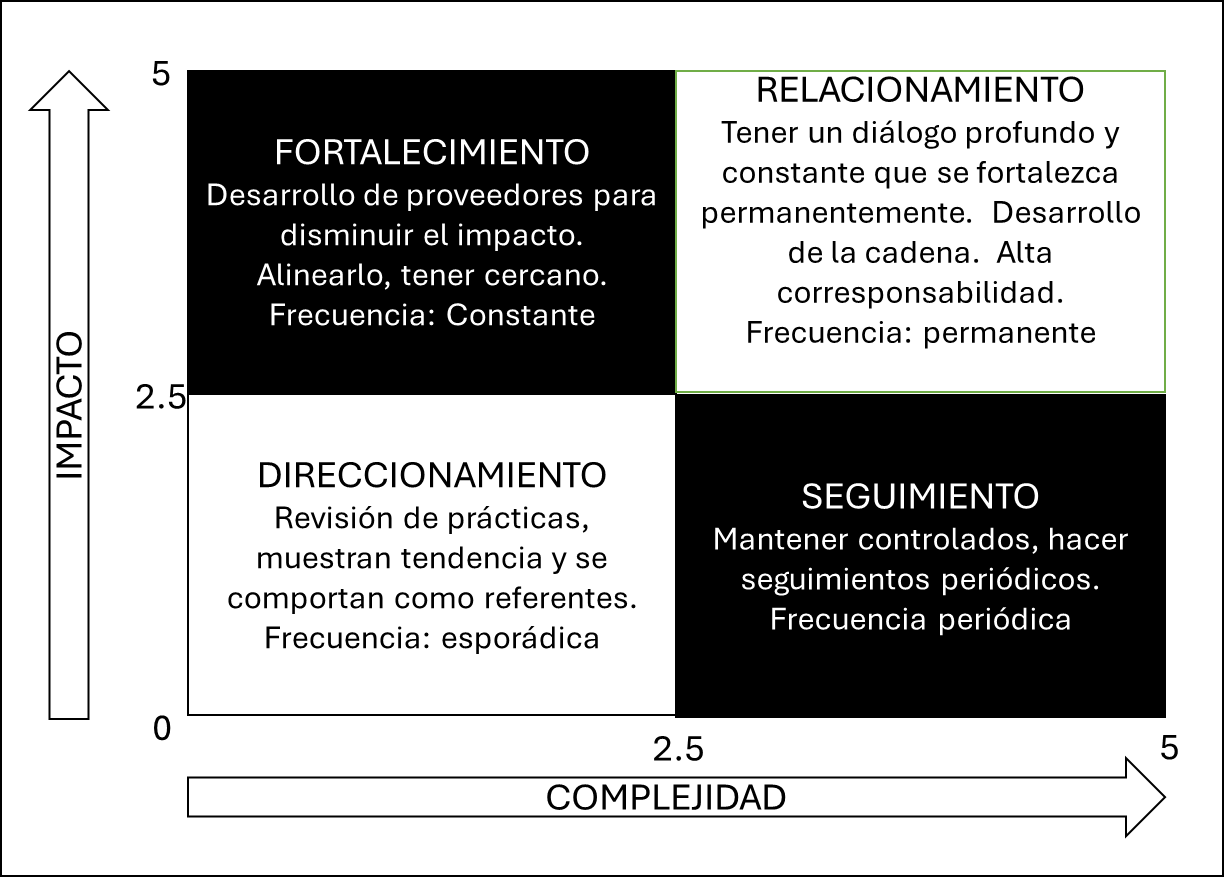 5
FORTALECIMIENTO
Desarrollo de proveedores para
disminuir el impacto.
Alinearlo, tener cercano.
Frecuencia: Constante
RELACIONAMIENTO
Tener un diálogo profundo y
constante que se fortalezca
permanentemente.  Desarrollo
de la cadena.  Alta
corresponsabilidad.
Frecuencia: permanente
IMPACTO
2.5
DIRECCIONAMIENTO
Revisión de prácticas,
muestran tendencia y se
comportan como referentes.
Frecuencia: esporádica
SEGUIMIENTO
Mantener controlados, hacer
seguimientos periódicos.
Frecuencia periódica
0
2.5
5
COMPLEJIDAD